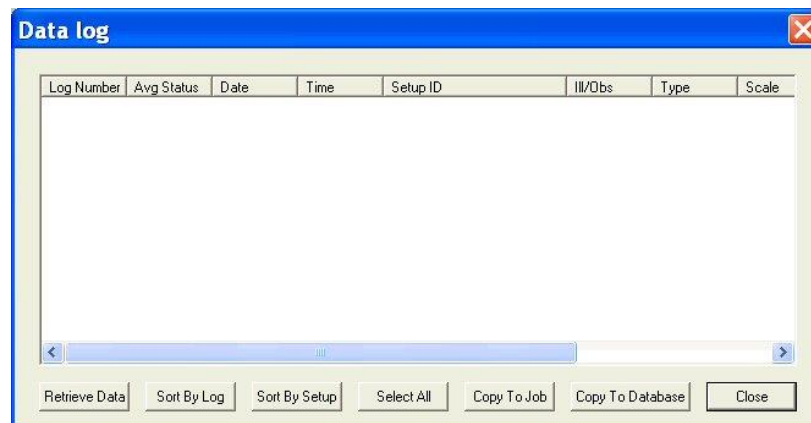 Data log
Log Number Avg Status Date Time Setup ID Ill/Obs Type Scale
Retrieve Data Sort By Log Sort By Setup Select All Copy To Job Copy To Database Close